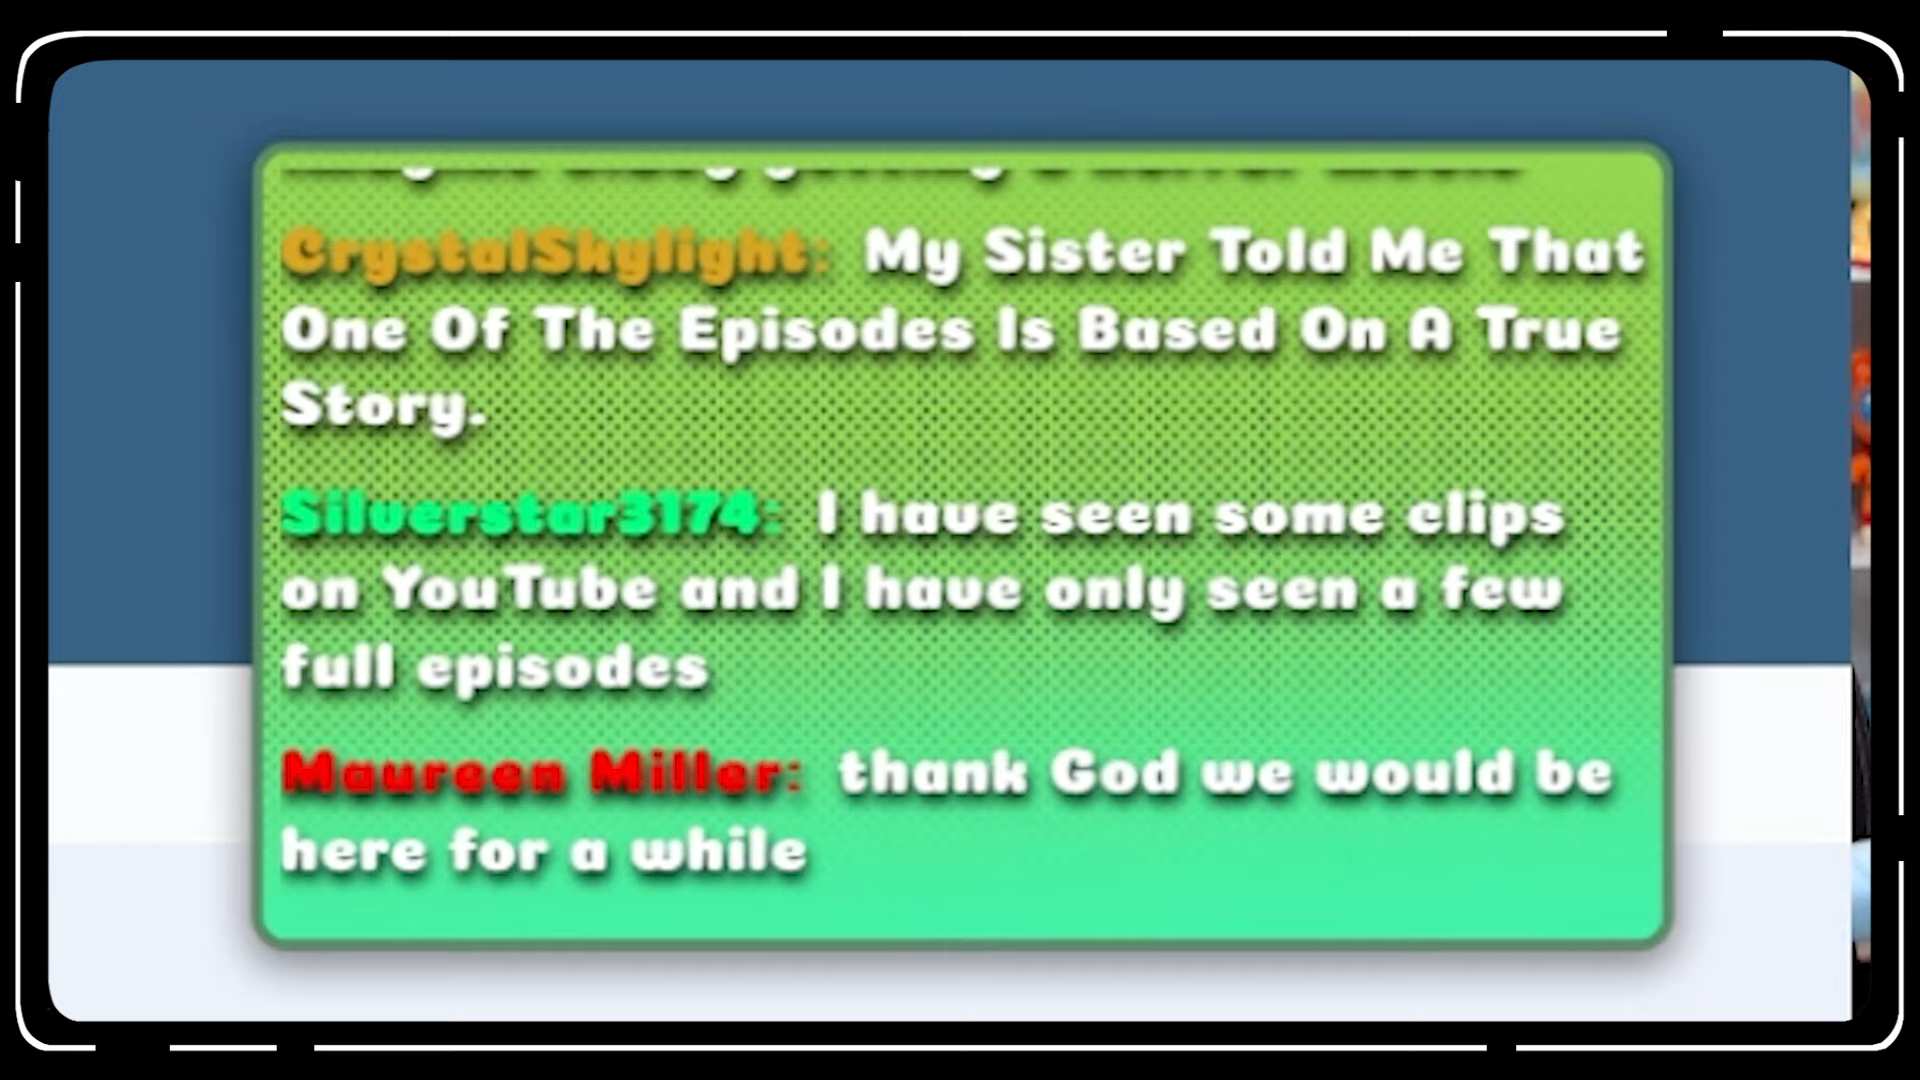 CrystalSkylight: My Sister Told Me That
One Of The Episodes Is Based On A True
Story.
Silverstar3174: I have seen some clips
on YouTube and I have only seen a few
full episodes
Maureen Miller: thank God we would be
here for a while